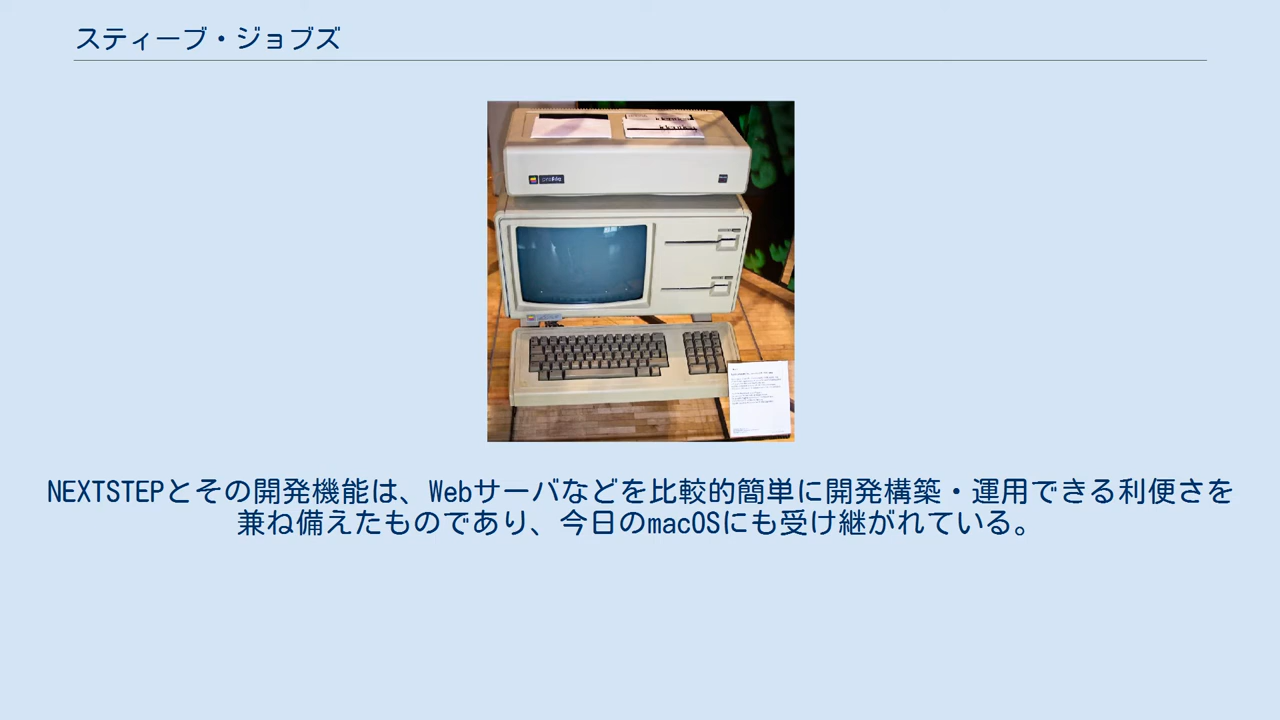 スティーブ・ジョブズ
NEXTSTEPとその開発機能は、Webサーバなどを比較的簡単に開発構築・運用できる利便さを
兼ね備えたものであり、今日のmacOSにも受け継がれている。